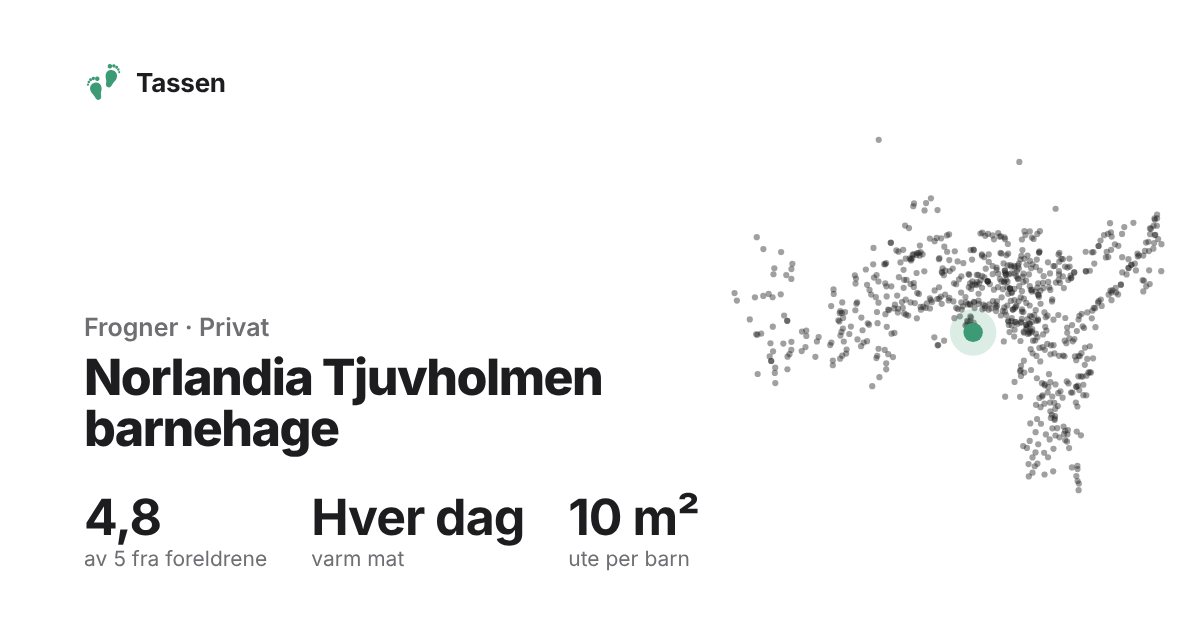 Tassen
Frogner · Privat
Norlandia Tjuvholmen
barnehage
4,8
av 5 fra foreldrene
Hver dag
varm mat
10 m²
ute per barn